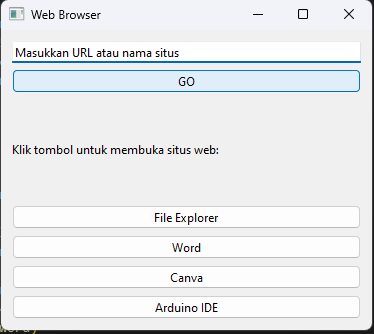 Web Browser
Masukkan URL atau nama situs
GO
Klik tombol untuk membuka situs web:
File Explorer
Word
Canva
Arduino IDE